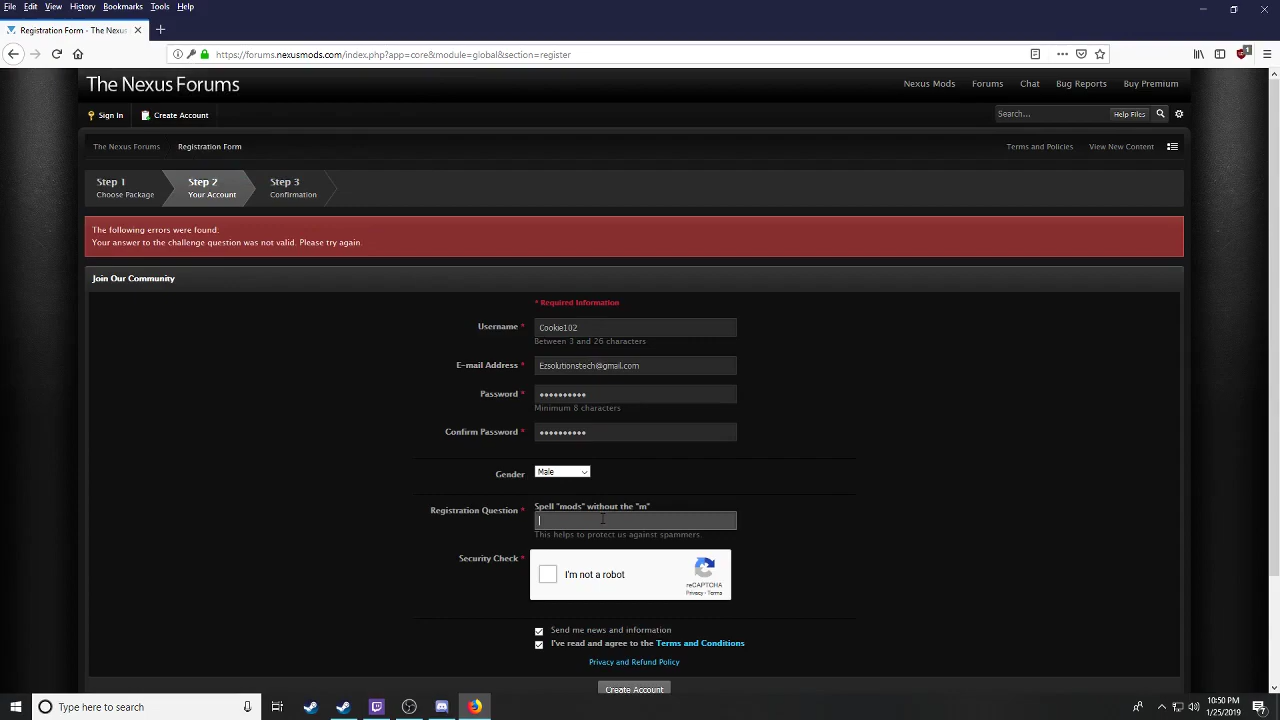 File Edit View History Bookmarks Tools Help
Registration Form - The Nexus
https://forums.nexusmods.com/index.php?app=core&module=global&section=register
The Nexus Forums
Nexus Mods Forums Chat Bug Reports Buy Premium
Sign In Create Account
Search... Help Files
The Nexus Forums Registration Form
Terms and Policies View New Content
Step 1
Choose Package
Step 2
Your Account
Step 3
Confirmation
The following errors were found:
Your answer to the challenge question was not valid. Please try again.
Join Our Community
* Required Information
Username * Cookie102
Between 3 and 26 characters
E-mail Address * Ezsolutionstech@gmail.com
Password * ••••••••••
Minimum 8 characters
Confirm Password * ••••••••••
Gender Male
Spell "mods" without the "m"
Registration Question *
This helps to protect us against spammers.
Security Check *
I'm not a robot
reCAPTCHA
Privacy - Terms
Send me news and information
I've read and agree to the Terms and Conditions
Privacy and Refund Policy
Create Account
Type here to search
10:50 PM
1/25/2019
1
7